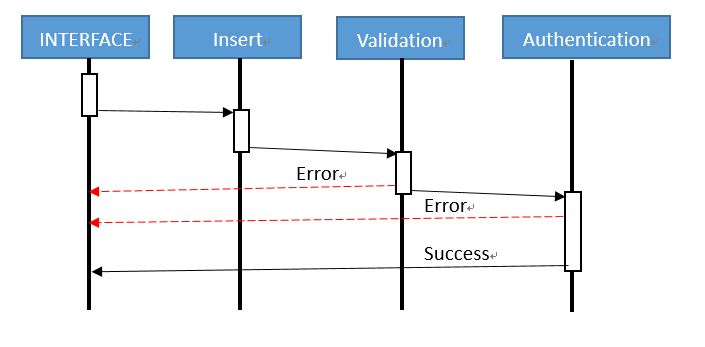 INTERFACE
Insert
Validation
Authentication
Error
Error
Success